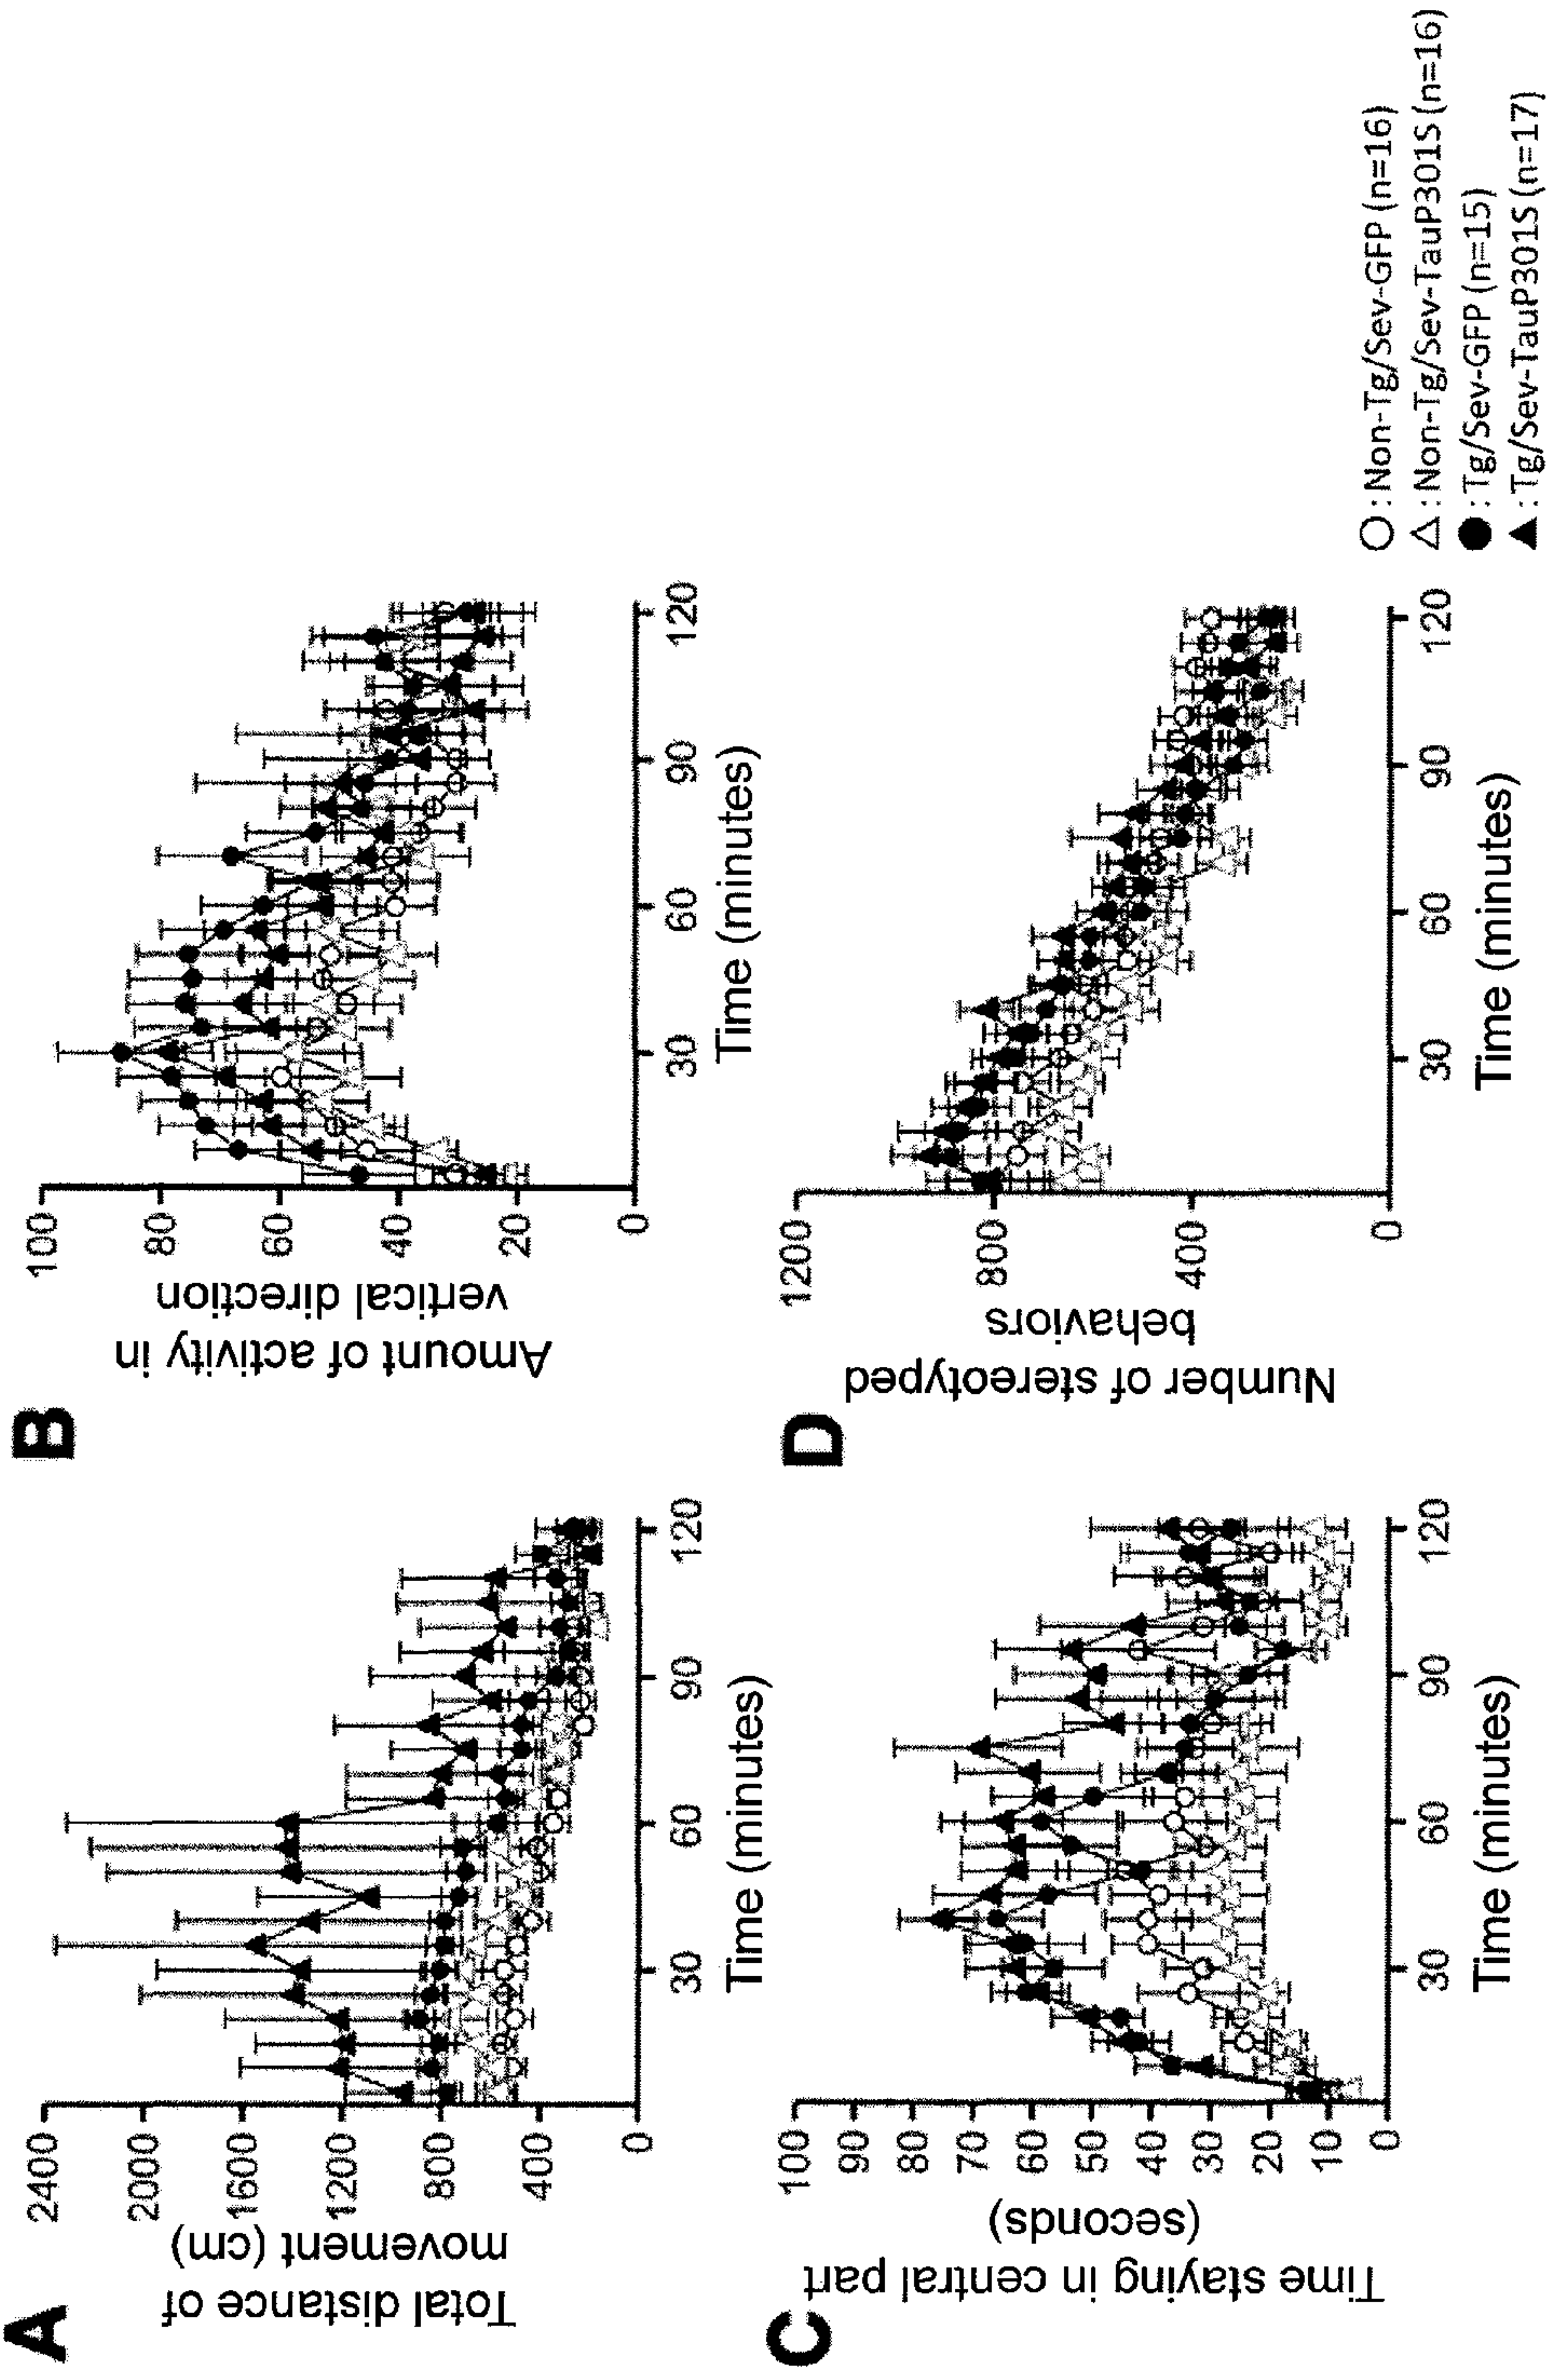 A
Total distance of
movement (cm)
2400
2000
1600
1200
800
400
0
30
60
90
120
Time (minutes)
B
Amount of activity in
vertical direction
100
80
60
40
20
0
30
60
90
120
Time (minutes)
C
Time staying in central part
(seconds)
100
90
80
70
60
50
40
30
20
10
0
30
60
90
120
Time (minutes)
D
Number of stereotyped
behaviors
1200
800
400
0
30
60
90
120
Time (minutes)
○: Non-Tg/Sev-GFP (n=16)
△: Non-Tg/Sev-TauP301S (n=16)
●: Tg/Sev-GFP (n=15)
▲: Tg/Sev-TauP301S (n=17)